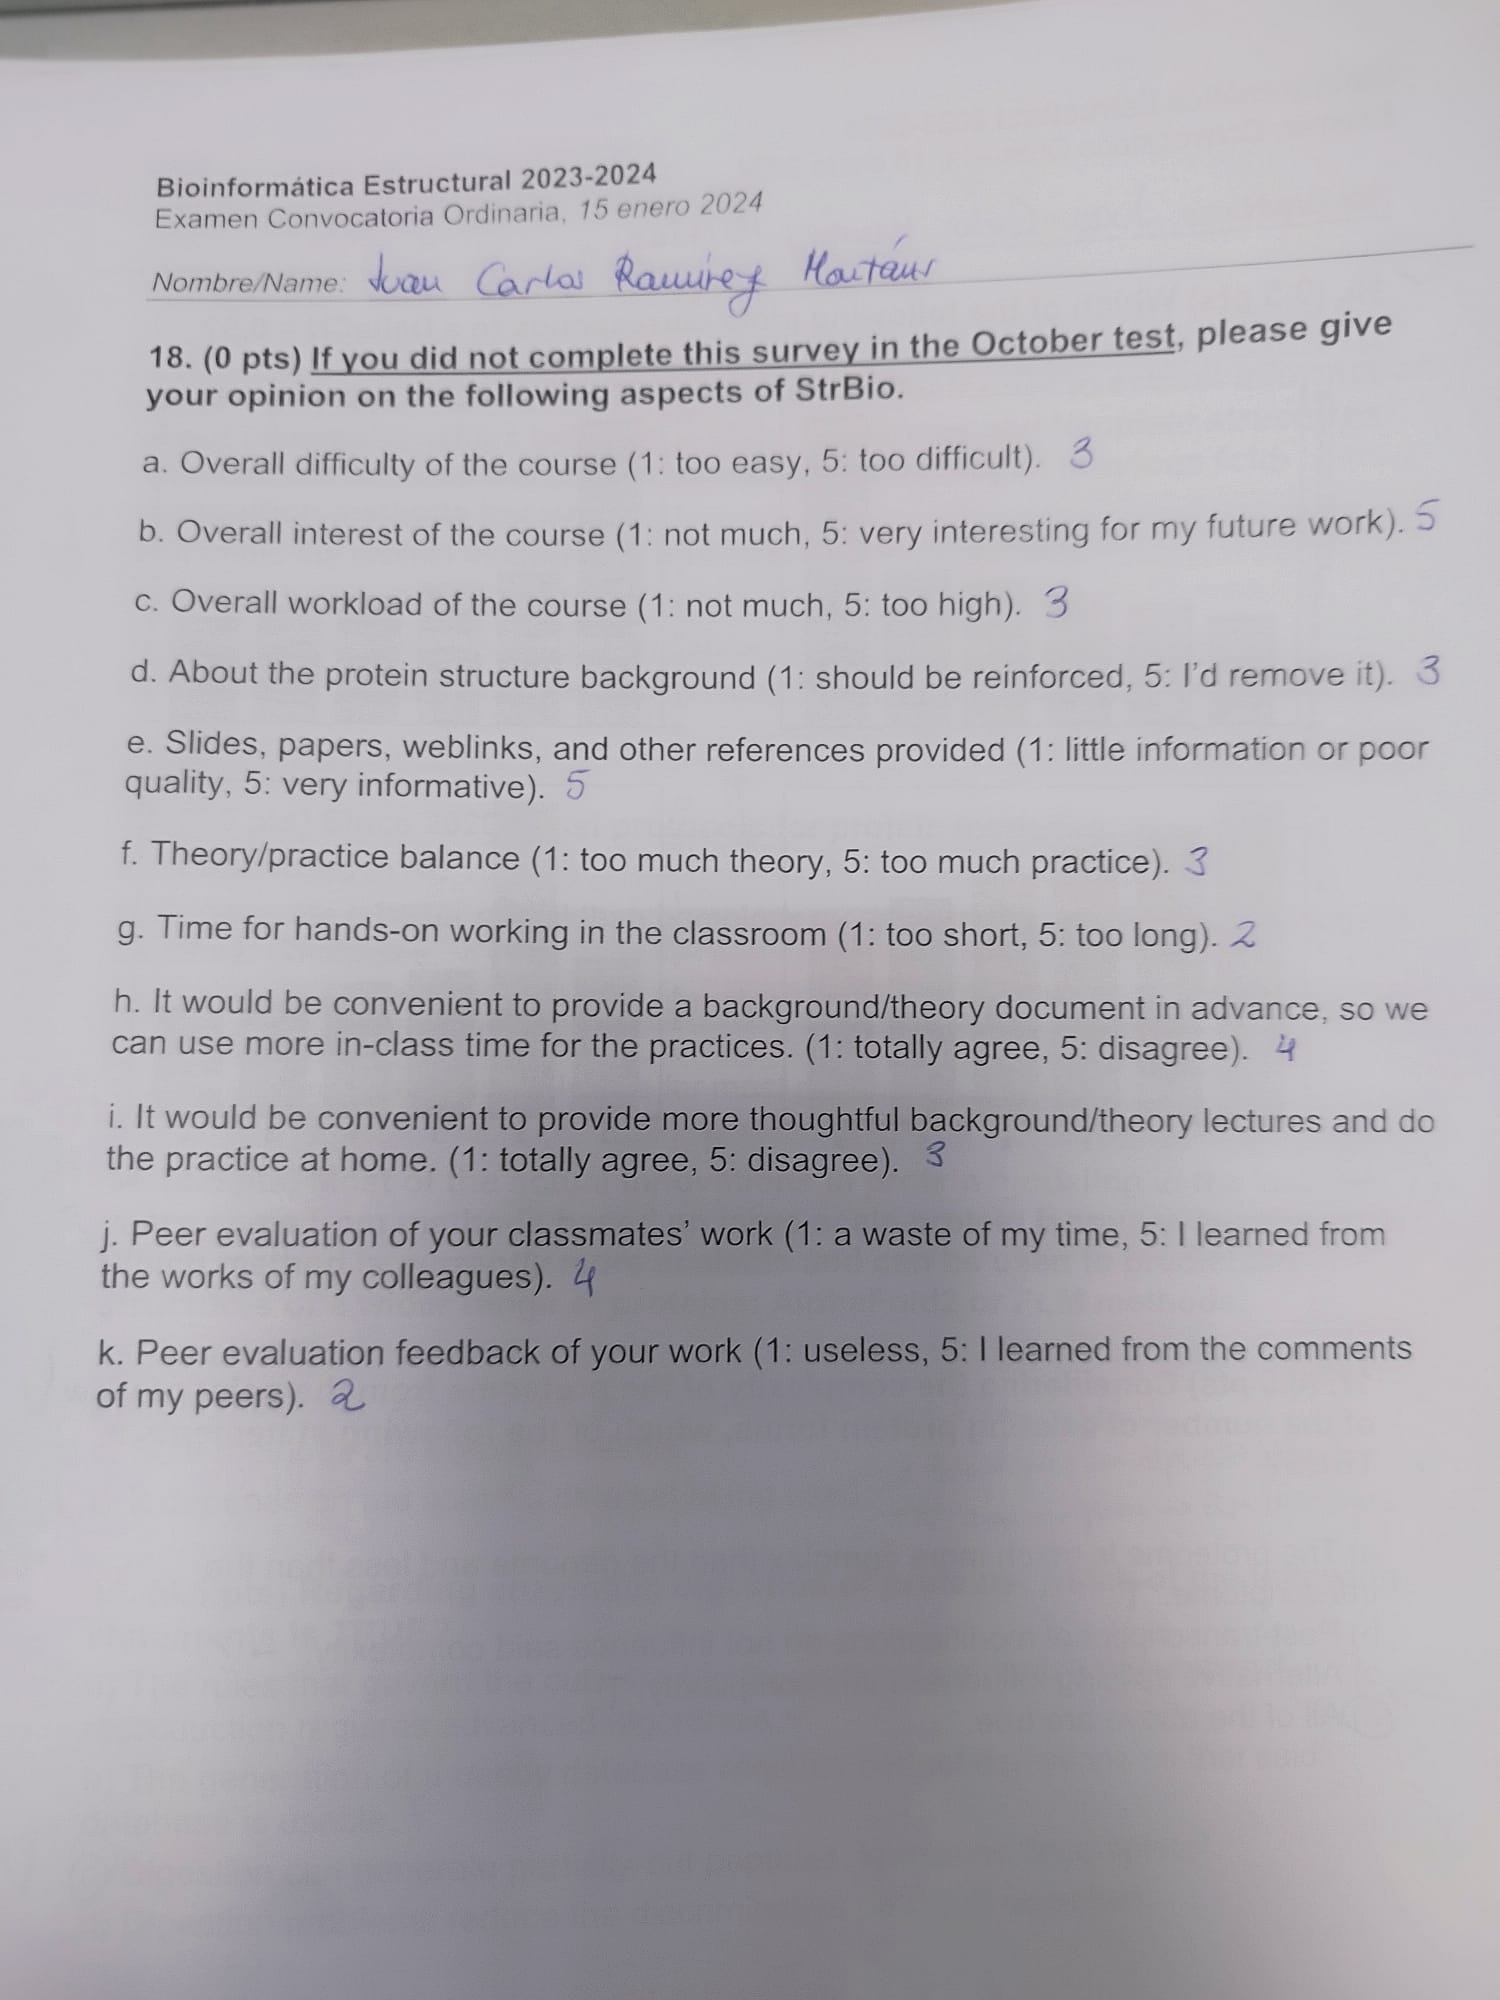 Bioinformática Estructural 2023-2024
Examen Convocatoria Ordinaria, 15 enero 2024
Nombre/Name: Juan Carlos Ramírez
18. (0 pts) If you did not complete this survey in the October test, please give
your opinion on the following aspects of StrBio.
a. Overall difficulty of the course (1: too easy, 5: too difficult). 3
b. Overall interest of the course (1: not much, 5: very interesting for my future work). 5
c. Overall workload of the course (1: not much, 5: too high). 3
d. About the protein structure background (1: should be reinforced, 5: I'd remove it). 3
e. Slides, papers, weblinks, and other references provided (1: little information or poor
quality, 5: very informative). 5
f. Theory/practice balance (1: too much theory, 5: too much practice). 3
g. Time for hands-on working in the classroom (1: too short, 5: too long). 2
h. It would be convenient to provide a background/theory document in advance, so we
can use more in-class time for the practices. (1: totally agree, 5: disagree). 4
i. It would be convenient to provide more thoughtful background/theory lectures and do
the practice at home. (1: totally agree, 5: disagree). 3
j. Peer evaluation of your classmates' work (1: a waste of my time, 5: I learned from
the works of my colleagues). 4
k. Peer evaluation feedback of your work (1: useless, 5: I learned from the comments
of my peers). 2